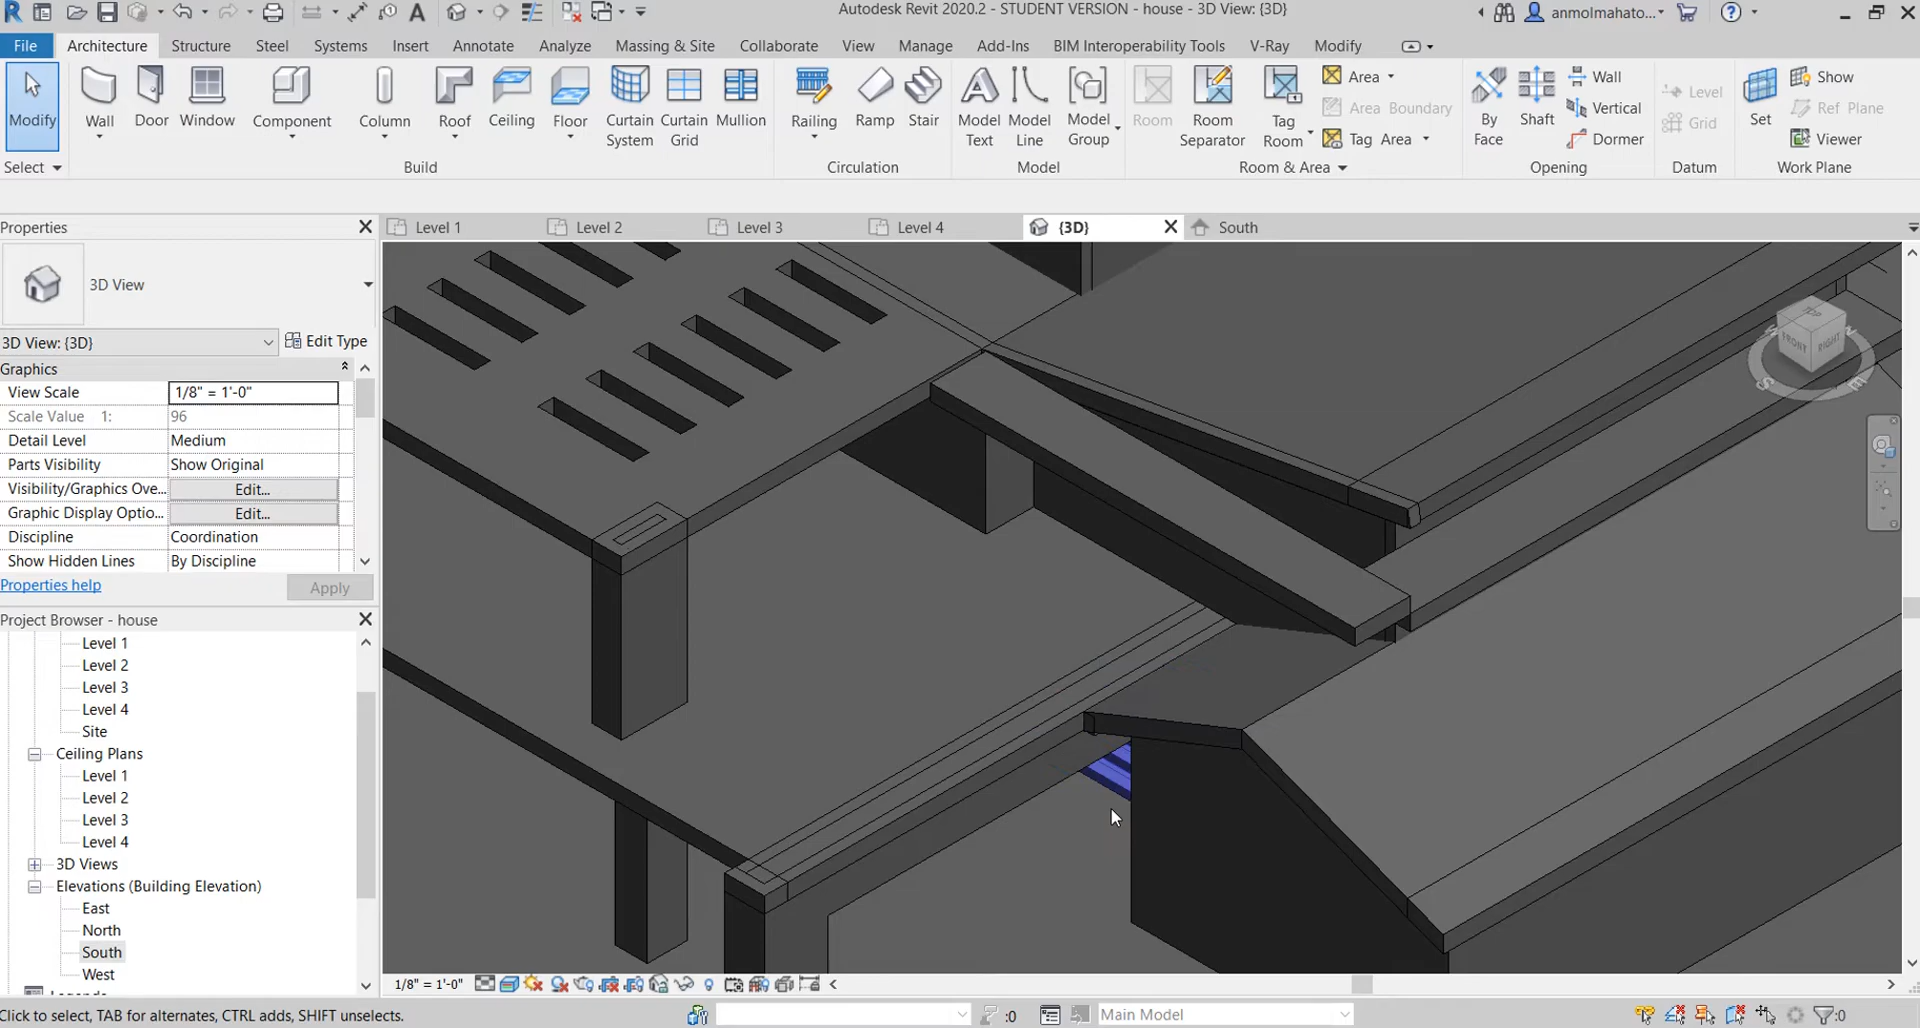 Autodesk Revit 2020.2 - STUDENT VERSION - house - 3D View: {3D}
anmolmahato...
File Architecture Structure Steel Systems Insert Annotate Analyze Massing & Site Collaborate View Manage Add-Ins BIM Interoperability Tools V-Ray Modify
Modify
Wall
Door
Window
Component
Column
Roof
Ceiling
Floor
Curtain System
Curtain Grid
Mullion
Railing
Ramp
Stair
Model Text
Model Line
Model Group
Room
Room Separator
Tag Room
Area
Area Boundary
Tag Area
By Face
Shaft
Wall
Vertical
Dormer
Level
Grid
Set
Show
Ref Plane
Viewer
Select Build Circulation Model Room & Area Opening Datum Work Plane
Properties
Level 1 Level 2 Level 3 Level 4 {3D} South
3D View
3D View: {3D} Edit Type
Graphics
View Scale 1/8" = 1'-0"
Scale Value 1: 96
Detail Level Medium
Parts Visibility Show Original
Visibility/Graphics Ove... Edit...
Graphic Display Optio... Edit...
Discipline Coordination
Show Hidden Lines By Discipline
Properties help Apply
Project Browser - house
Level 1
Level 2
Level 3
Level 4
Site
Ceiling Plans
Level 1
Level 2
Level 3
Level 4
3D Views
Elevations (Building Elevation)
East
North
South
West
TOP
FRONT
RIGHT
S
E
1/8" = 1'-0"
Click to select, TAB for alternates, CTRL adds, SHIFT unselects.
:0
Main Model
:0